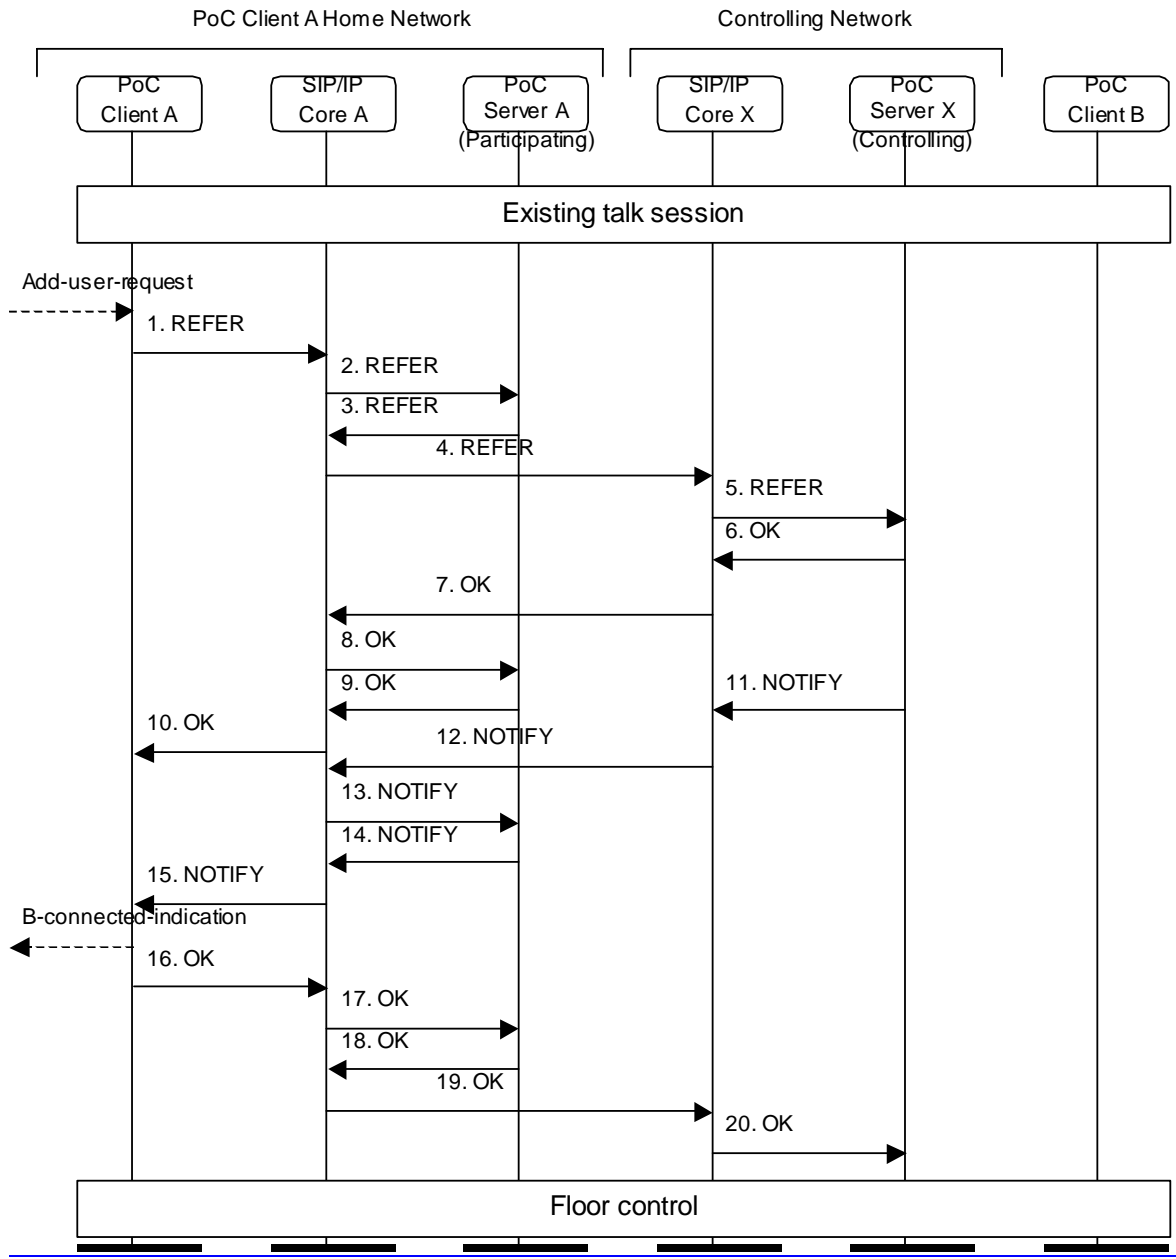 PoC Client A Home Network
Controlling Network
PoC
Client A
SIP/IP
Core A
PoC
Server A
(Participating)
SIP/IP
Core X
PoC
Server X
(Controlling)
PoC
Client B
Existing talk session
Add-user-request
1. REFER
2. REFER
3. REFER
4. REFER
5. REFER
6. OK
7. OK
8. OK
9. OK
11. NOTIFY
10. OK
12. NOTIFY
13. NOTIFY
14. NOTIFY
15. NOTIFY
B-connected-indication
16. OK
17. OK
18. OK
19. OK
20. OK
Floor control